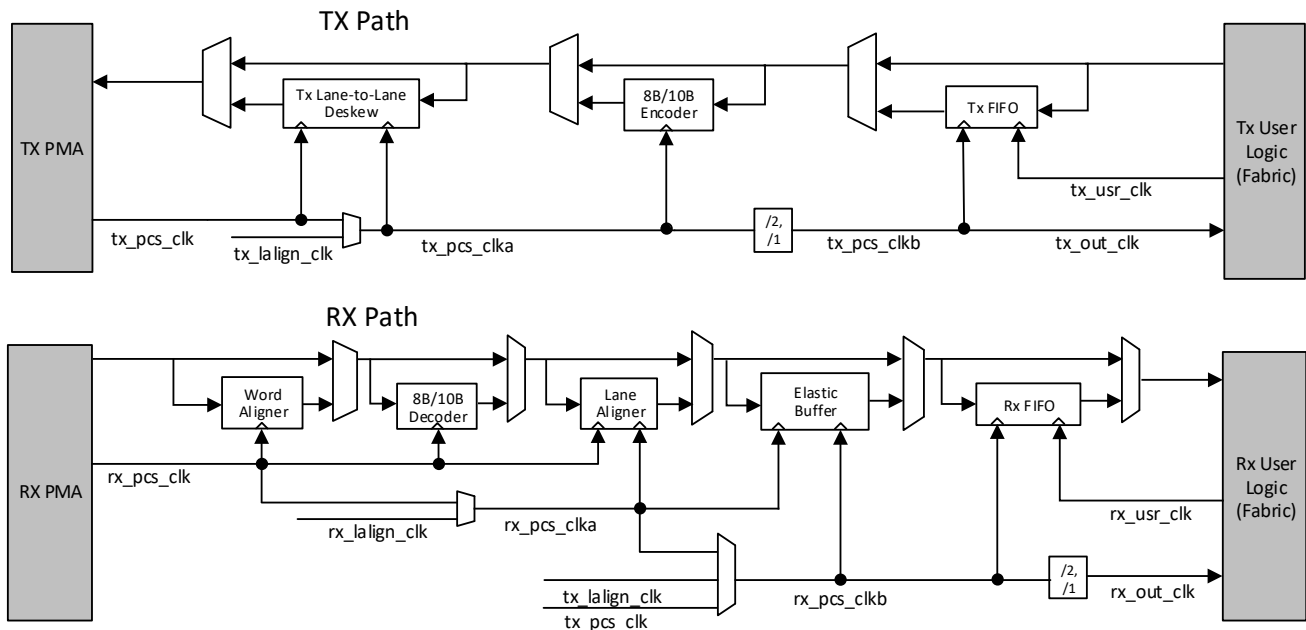 TX Path
TX PMA
Tx Lane-to-Lane
Deskew
8B/10B
Encoder
Tx FIFO
Tx User
Logic
(Fabric)
tx_usr_clk
tx_pcs_clk
tx_lalign_clk
tx_pcs_clka
/2,
/1
tx_pcs_clkb
tx_out_clk
RX Path
RX PMA
Word
Aligner
8B/10B
Decoder
Lane
Aligner
Elastic
Buffer
Rx FIFO
Rx User
Logic
(Fabric)
rx_pcs_clk
rx_lalign_clk
rx_pcs_clka
rx_usr_clk
tx_lalign_clk
tx_pcs_clk
rx_pcs_clkb
/2,
/1
rx_out_clk